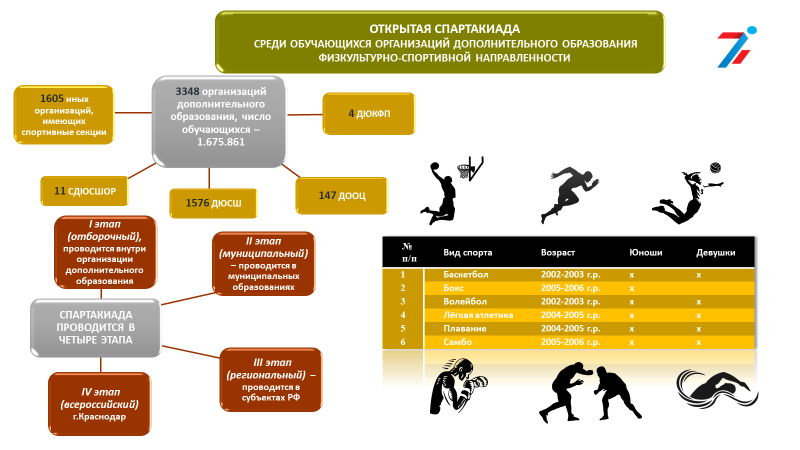 ОТКРЫТАЯ СПАРТАКИАДА
СРЕДИ ОБУЧАЮЩИХСЯ ОРГАНИЗАЦИЙ ДОПОЛНИТЕЛЬНОГО ОБРАЗОВАНИЯ
ФИЗКУЛЬТУРНО-СПОРТИВНОЙ НАПРАВЛЕННОСТИ
1605 иных
организаций,
имеющих
спортивные секции
3348 организаций
дополнительного
образования, число
обучающихся –
1.675.861
4 ДЮКФП
11 СДЮСШОР
1576 ДЮСШ
147 ДООЦ
I этап
(отборочный),
проводится внутри
организации
дополнительного
образования
II этап
(муниципальный)
– проводится в
муниципальных
образованиях
СПАРТАКИАДА
ПРОВОДИТСЯ В
ЧЕТЫРЕ ЭТАПА
III этап
(региональный) –
проводится в
субъектах РФ
IV этап
(всероссийский)
г.Краснодар
№
п/п Вид спорта Возраст Юноши Девушки
1 Баскетбол 2002-2003 г.р. х х
2 Бокс 2005-2006 г.р. х
3 Волейбол 2002-2003 г.р. х х
4 Лёгкая атлетика 2004-2005 г.р. х х
5 Плавание 2004-2005 г.р. х х
6 Самбо 2005-2006 г.р. х х